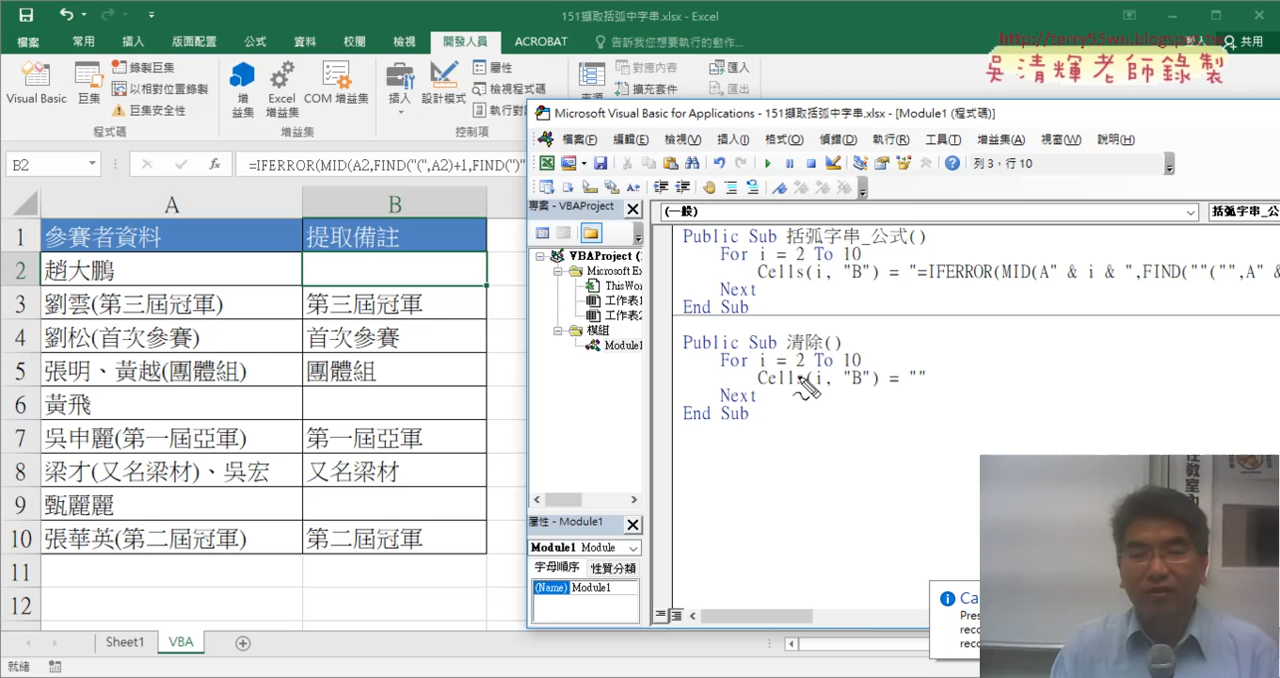 151擷取括弧中字串.xlsx - Excel
http://terry55wu.blogspot.tw
檔案 常用 插入 版面配置 公式 資料 校閱 檢視 開發人員 ACROBAT 告訴我您想要執行的動作... 共用
吳清輝老師錄製
錄製巨集 屬性 對應內容 匯入
以相對位置錄製 檢視程式碼 擴充套件 匯出
巨集安全性
Visual Basic 巨集 增益集 Excel 增益集 COM 增益集 插入 設計模式
程式碼 增益集 控制項
Microsoft Visual Basic for Applications - 151擷取括弧中字串.xlsx - [Module1 (程式碼)]
檔案(F) 編輯(E) 檢視(V) 插入(I) 格式(O) 偵錯(D) 執行(R) 工具(T) 增益集(A) 視窗(W) 說明(H)
列 3，行 10
B2 fx =IFERROR(MID(A2,FIND("(",A2)+1,FIND(")"
A B
1 參賽者資料 提取備註
2 趙大鵬
3 劉雲(第三屆冠軍) 第三屆冠軍
4 劉松(首次參賽) 首次參賽
5 張明、黃越(團體組) 團體組
6 黃飛
7 吳申麗(第一屆亞軍) 第一屆亞軍
8 梁才(又名梁材)、吳宏 又名梁材
9 甄麗麗
10 張華英(第二屆冠軍) 第二屆冠軍
11
12
專案 - VBAProject
VBAProject (
Microsoft Ex
ThisWor
工作表1
工作表2
模組
Module1
屬性 - Module1
Module1 Module
字母順序 性質分類
(Name) Module1
(一般) 括弧字串_公
Public Sub 括弧字串_公式()
For i = 2 To 10
Cells(i, "B") = "=IFERROR(MID(A" & i & ",FIND(""("",A" &
Next
End Sub
Public Sub 清除()
For i = 2 To 10
Cells(i, "B") = ""
Next
End Sub
Ca
Pres
rec
rec
Sheet1 VBA
就緒